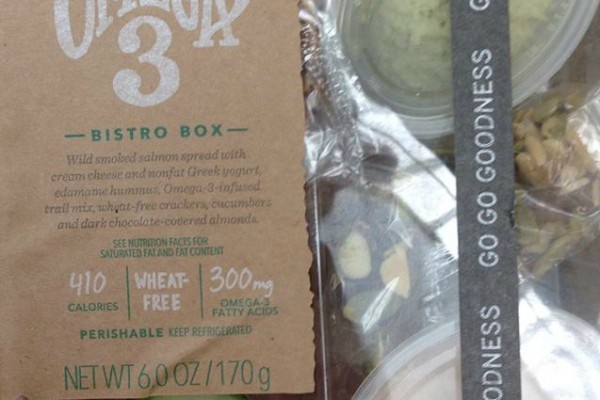 OMEGA
3
BISTRO BOX
Wild smoked salmon spread with
cream cheese and nonfat Greek yogurt,
edamame hummus, Omega-3-infused
trail mix, wheat-free crackers, cucumbers
and dark chocolate-covered almonds.
SEE NUTRITION FACTS FOR
SATURATED FAT AND FAT CONTENT
410
CALORIES
WHEAT-
FREE
300mg
OMEGA-3
FATTY ACIDS
PERISHABLE KEEP REFRIGERATED
NET WT 6.0 OZ/170g
ODNESS GO GO GOODNESS G